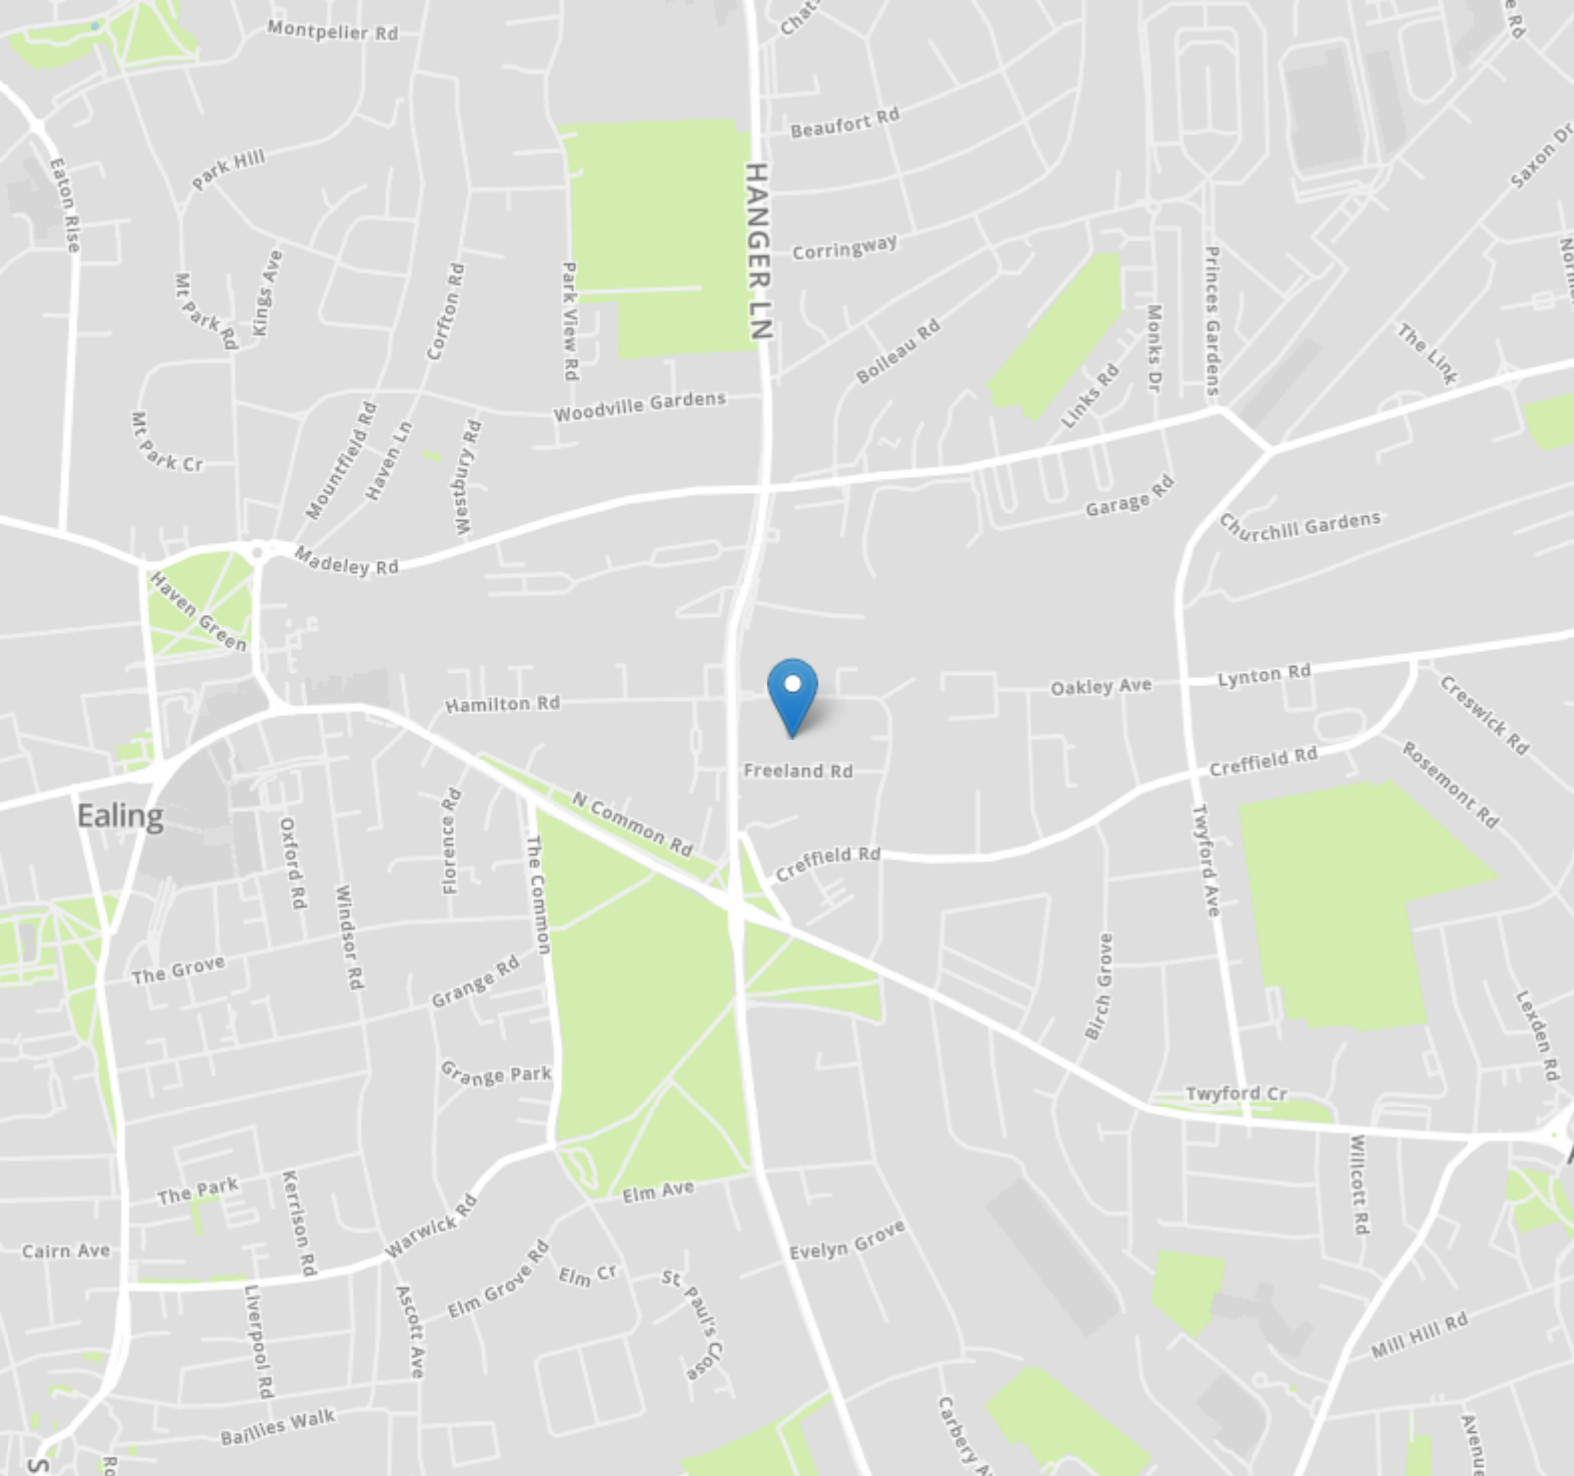 Montpelier Rd
Chats
e Rd
Beaufort Rd
Park Hill
Saxon Dr
Eaton Rise
HANGER LN
Corringway
Kings Ave
Mt Park Rd
Corfton Rd
Park View Rd
Princes Gardens
Monks Dr
Boileau Rd
The Link
Links Rd
Woodville Gardens
Mt Park Cr
Mountfield Rd
Haven Ln
Westbury Rd
Garage Rd
Churchill Gardens
Madeley Rd
Haven Green
Hamilton Rd
Oakley Ave
Lynton Rd
Creswick Rd
Freeland Rd
Creffield Rd
Rosemont Rd
Ealing
N Common Rd
Florence Rd
Oxford Rd
The Common
Creffield Rd
Twyford Ave
Windsor Rd
The Grove
Grange Rd
Birch Grove
Lexden Rd
Grange Park
Twyford Cr
Willcott Rd
The Park
Kerrison Rd
Elm Ave
Warwick Rd
Cairn Ave
Evelyn Grove
Elm Grove Rd
Elm Cr
St Paul's Close
Liverpool Rd
Ascott Ave
Mill Hill Rd
Baillies Walk
Carbery A
Avenue
S
Ro